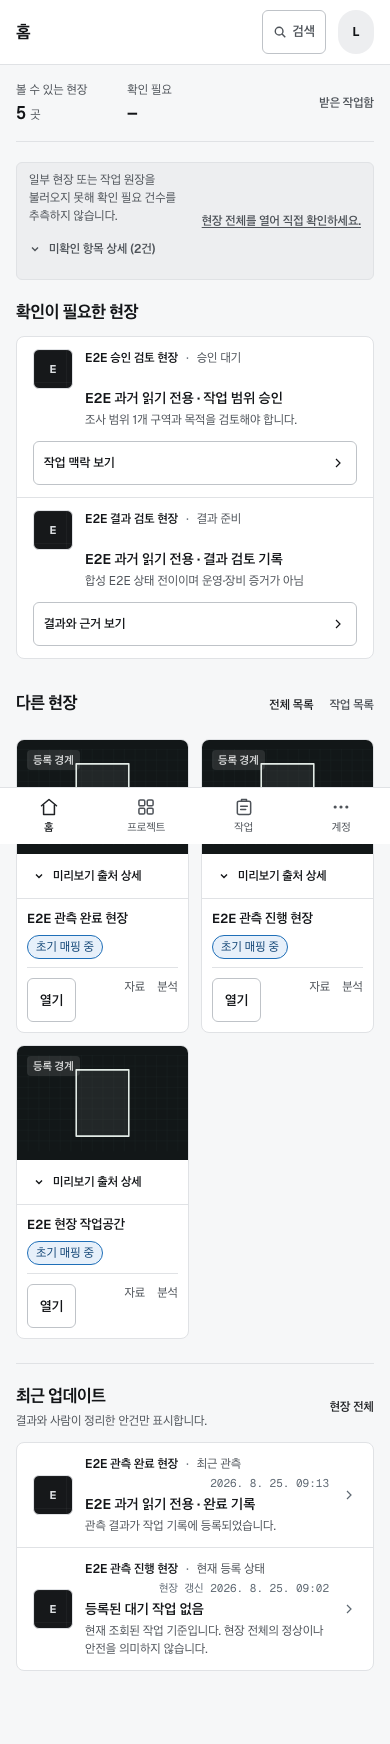 홈
검색
L
볼 수 있는 현장
확인 필요
받은 작업함
5 곳
–
일부 현장 또는 작업 원장을
불러오지 못해 확인 필요 건수를
추측하지 않습니다.
현장 전체를 열어 직접 확인하세요.
미확인 항목 상세 (2건)
확인이 필요한 현장
E
E2E 승인 검토 현장 · 승인 대기
E2E 과거 읽기 전용 · 작업 범위 승인
조사 범위 1개 구역과 목적을 검토해야 합니다.
작업 맥락 보기
E
E2E 결과 검토 현장 · 결과 준비
E2E 과거 읽기 전용 · 결과 검토 기록
합성 E2E 상태 전이이며 운영·장비 증거가 아님
결과와 근거 보기
다른 현장
전체 목록
작업 목록
등록 경계
등록 경계
홈
프로젝트
작업
계정
미리보기 출처 상세
미리보기 출처 상세
E2E 관측 완료 현장
E2E 관측 진행 현장
초기 매핑 중
초기 매핑 중
열기
자료
분석
열기
자료
분석
등록 경계
미리보기 출처 상세
E2E 현장 작업공간
초기 매핑 중
열기
자료
분석
최근 업데이트
결과와 사람이 정리한 안건만 표시합니다.
현장 전체
E
E2E 관측 완료 현장 · 최근 관측
2026. 8. 25. 09:13
E2E 과거 읽기 전용 · 완료 기록
관측 결과가 작업 기록에 등록되었습니다.
E
E2E 관측 진행 현장 · 현재 등록 상태
현장 갱신 2026. 8. 25. 09:02
등록된 대기 작업 없음
현재 조회된 작업 기준입니다. 현장 전체의 정상이나
안전을 의미하지 않습니다.